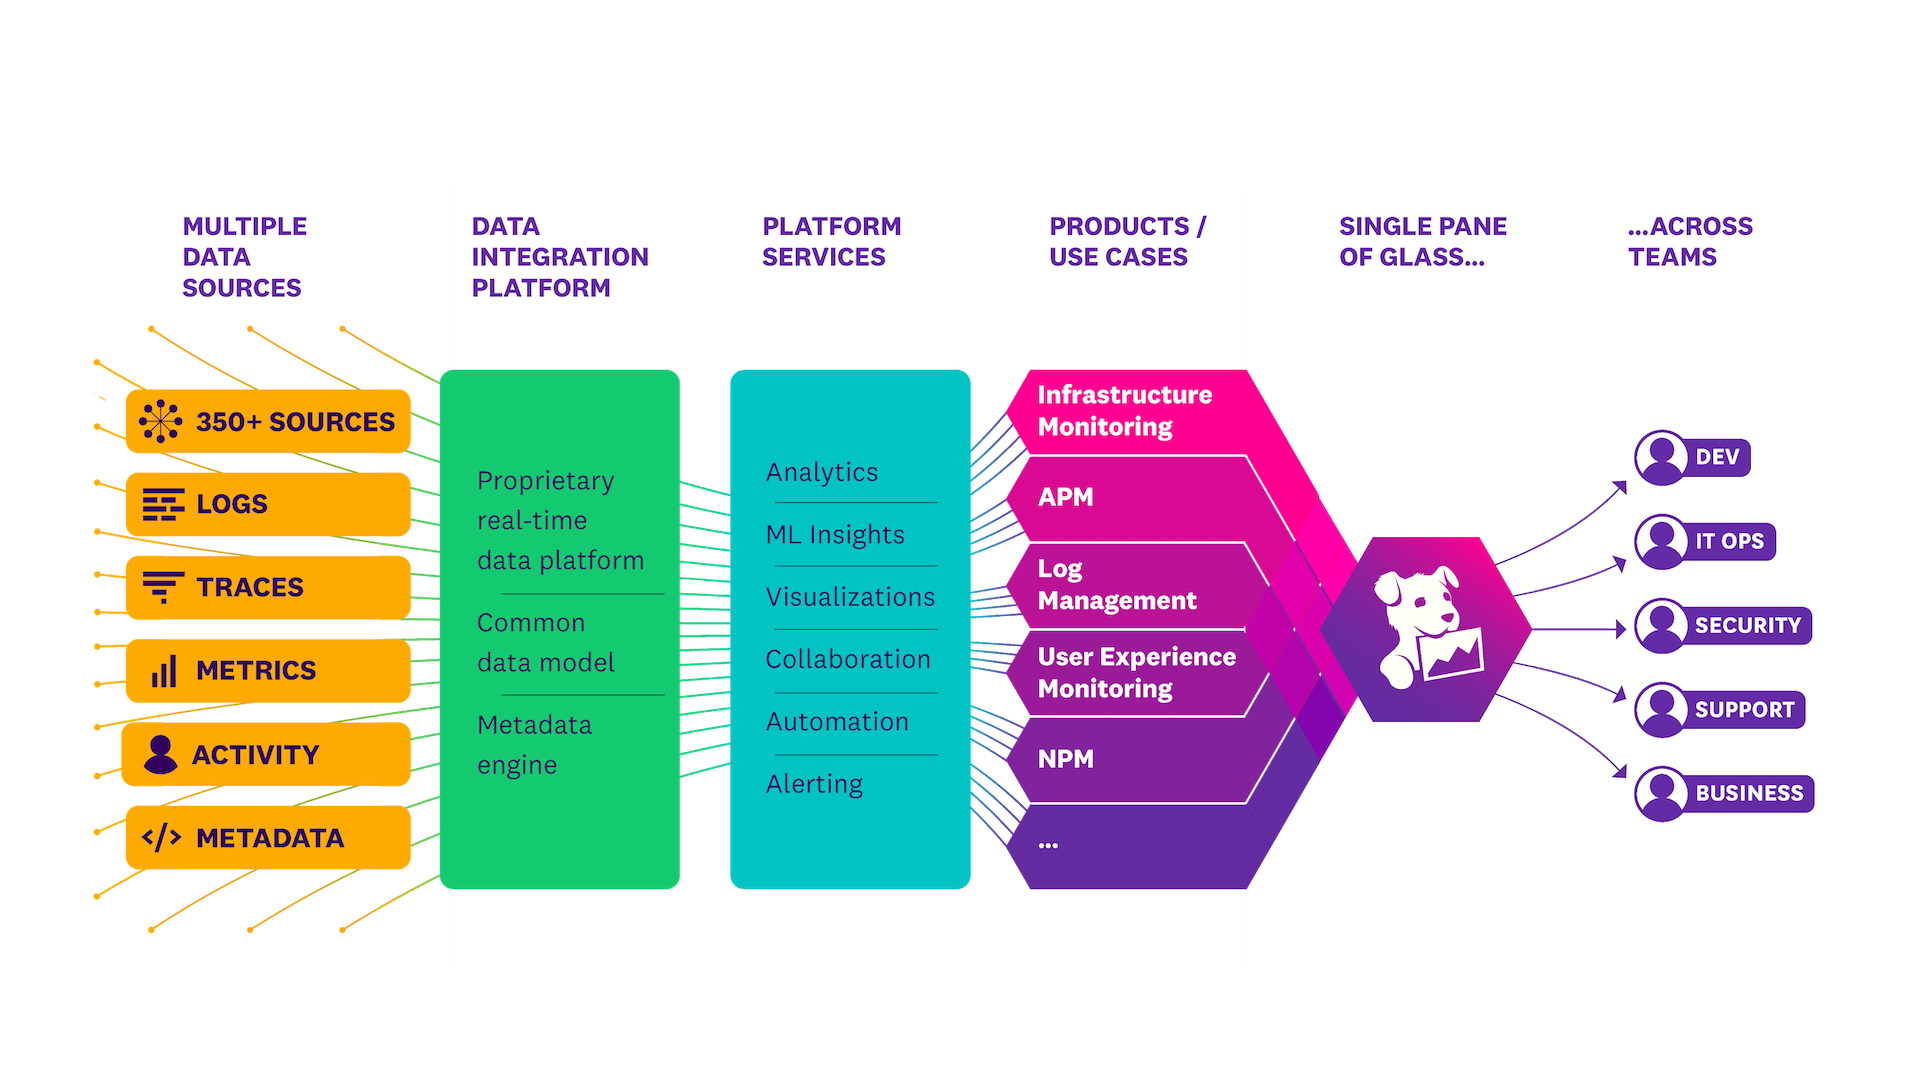 MULTIPLE
DATA
SOURCES
DATA
INTEGRATION
PLATFORM
PLATFORM
SERVICES
PRODUCTS /
USE CASES
SINGLE PANE
OF GLASS...
...ACROSS
TEAMS
350+ SOURCES
LOGS
TRACES
METRICS
ACTIVITY
</> METADATA
Proprietary
real-time
data platform
Common
data model
Metadata
engine
Analytics
ML Insights
Visualizations
Collaboration
Automation
Alerting
Infrastructure
Monitoring
APM
Log
Management
User Experience
Monitoring
NPM
...
DEV
IT OPS
SECURITY
SUPPORT
BUSINESS